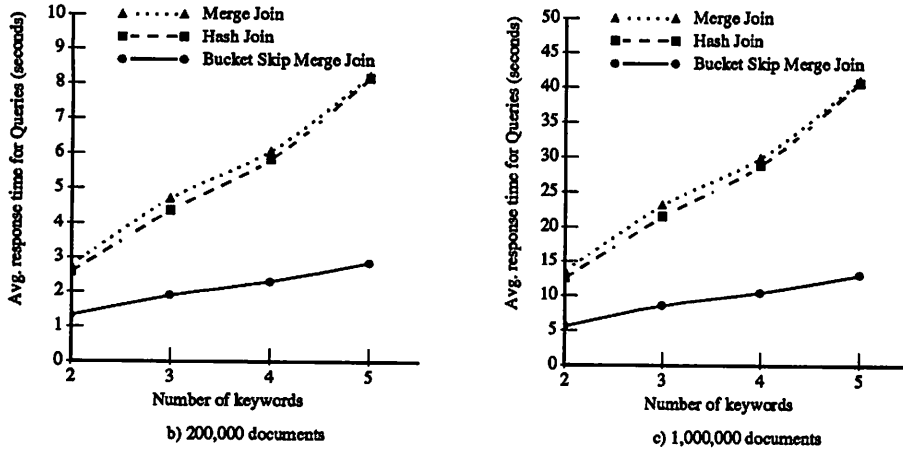 Avg. response time for Queries (seconds)
10
9
8
7
6
5
4
3
2
1
0
Merge Join
Hash Join
Bucket Skip Merge Join
2 3 4 5
Number of keywords
b) 200,000 documents
Avg. response time for Queries (seconds)
50
45
40
35
30
25
20
15
10
5
0
Merge Join
Hash Join
Bucket Skip Merge Join
2 3 4 5
Number of keywords
c) 1,000,000 documents